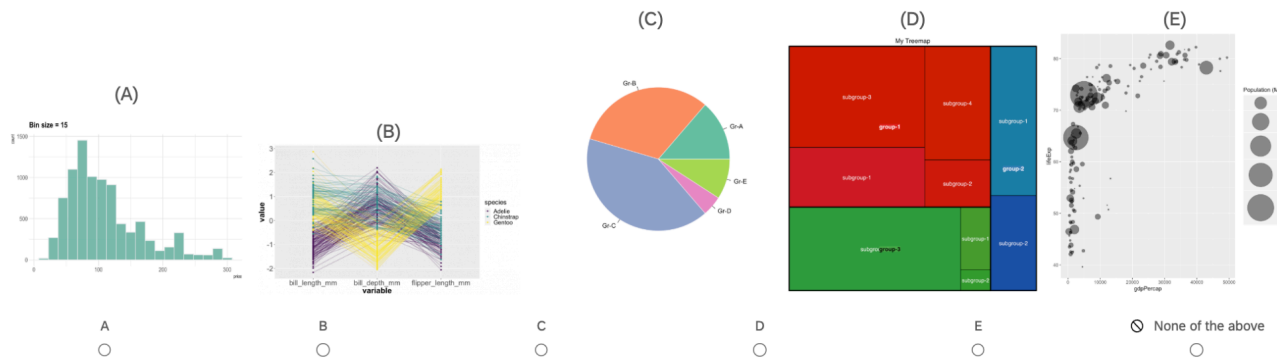 (A)
Bin size = 15
count
1500
1000
500
0
0
100
200
300
price
(B)
value
3
2
1
0
-1
-2
bill_length_mm
bill_depth_mm
flipper_length_mm
variable
species
Adelie
Chinstrap
Gentoo
(C)
Gr-B
Gr-A
Gr-E
Gr-D
Gr-C
(D)
My Treemap
subgroup-3
group-1
subgroup-4
subgroup-1
subgroup-2
subgroup-1
group-2
subgroup-2
group-3
subgroup-1
(E)
lifeExp
80
70
60
50
40
0
10000
20000
30000
40000
50000
gdpPercap
Population (M
A
B
C
D
E
None of the above